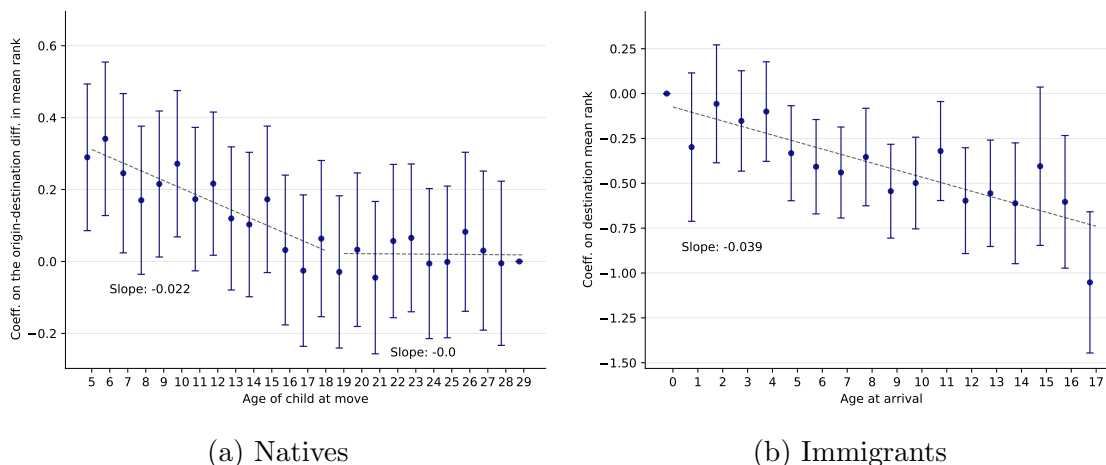 Coeff. on the origin-destination diff. in mean rank
0.6
0.4
0.2
0.0
−0.2
Slope: -0.022
Slope: -0.0
5 6 7 8 9 10 11 12 13 14 15 16 17 18 19 20 21 22 23 24 25 26 27 28 29
Age of child at move
(a) Natives
Coeff. on destination mean rank
0.25
0.00
−0.25
−0.50
−0.75
−1.00
−1.25
−1.50
Slope: -0.039
0 1 2 3 4 5 6 7 8 9 10 11 12 13 14 15 16 17
Age at arrival
(b) Immigrants